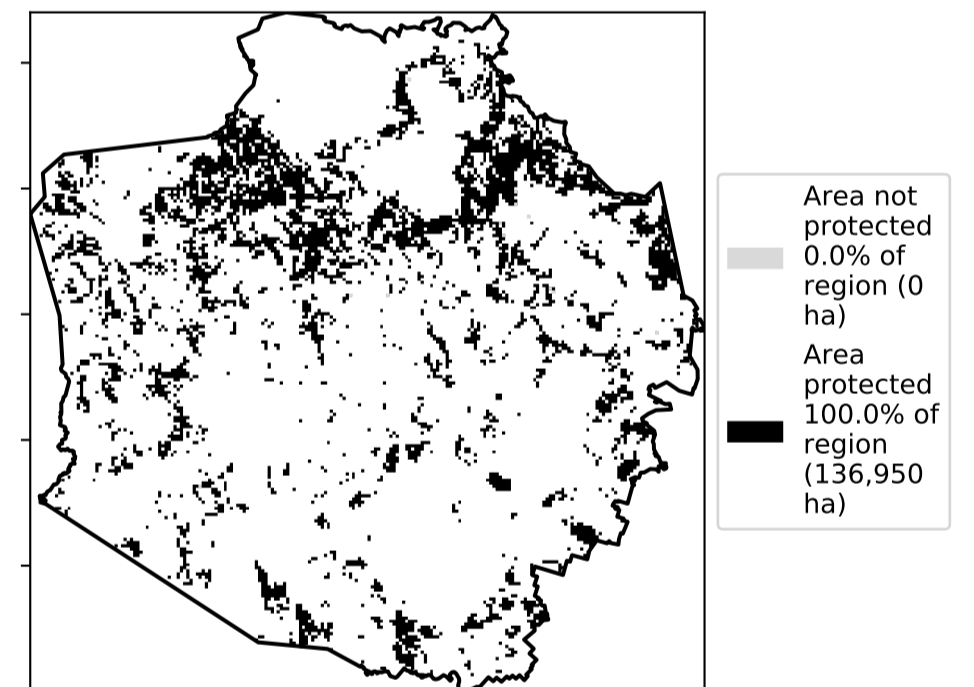 Area not
protected
0.0% of
region (0
ha)
Area
protected
100.0% of
region
(136,950
ha)